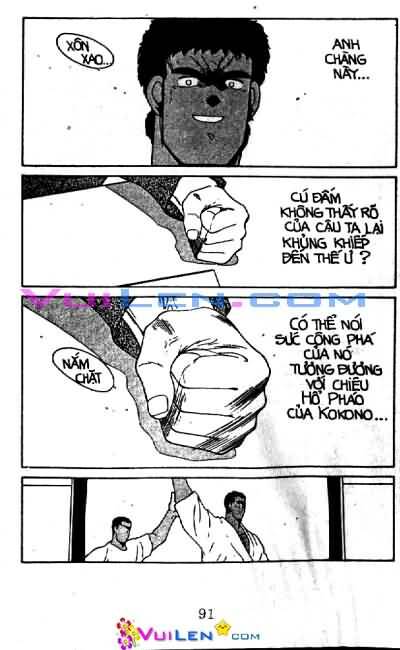 XÔN
XAO...
ANH
CHÀNG
NÀY...
CÚ ĐẤM
KHÔNG THẤY RÕ
CỦA CẬU TA LẠI
KHỦNG KHIẾP
ĐẾN THẾ Ư ?
VUILEN.COM
CÓ THỂ NÓI
SỨC CÔNG PHÁ
CỦA NÓ
TƯƠNG ĐƯƠNG
VỚI CHIÊU
HỔ PHÁO
CỦA KOKONO...
NẮM
CHẶT
91
VUILEN.COM